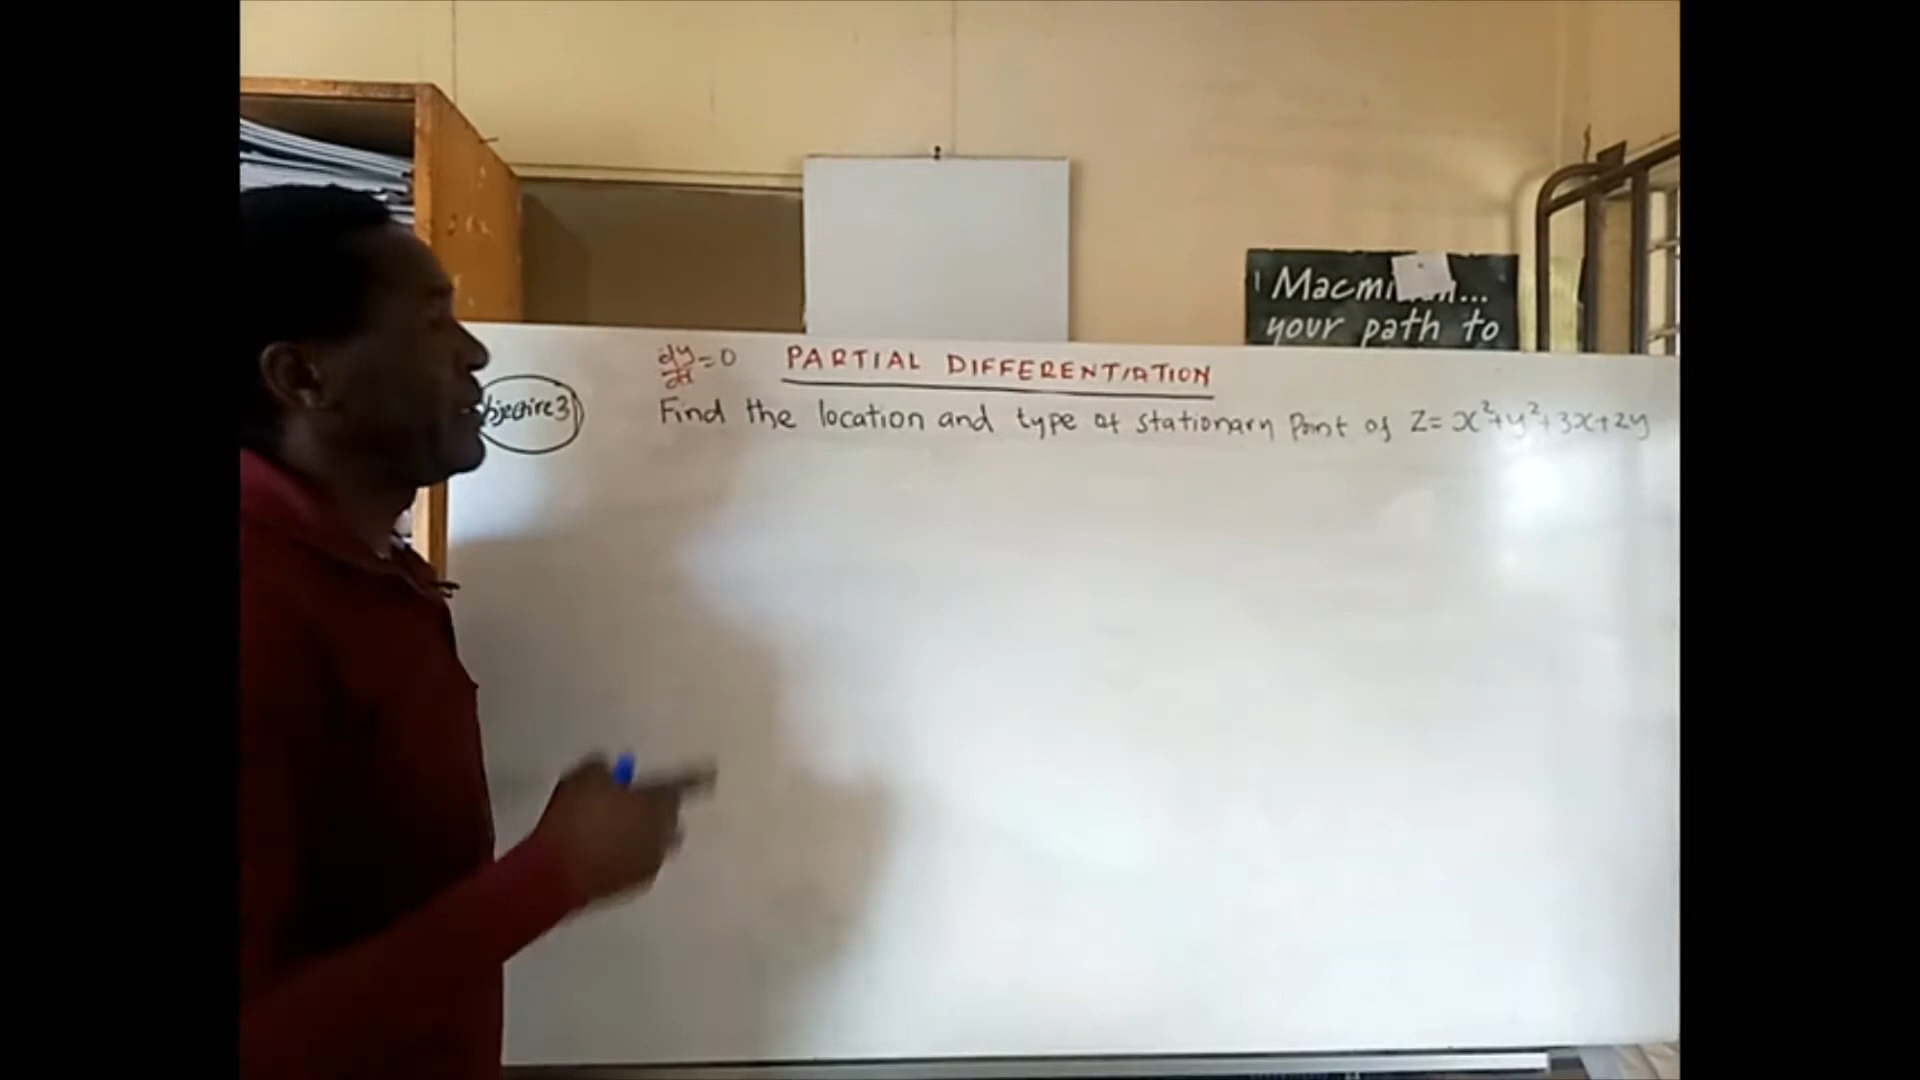 Macmi...
your path to
dy/dx = 0 PARTIAL DIFFERENTIATION
bjective 3
Find the location and type of stationary Point of Z = x² + y² + 3x + 2y